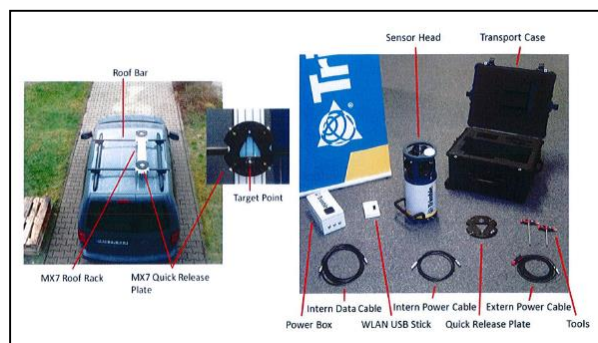 Roof Bar
Target Point
MX7 Roof Rack
MX7 Quick Release
Plate
Sensor Head
Transport Case
Tri
Intern Data Cable
Intern Power Cable
Extern Power Cable
Power Box
WLAN USB Stick
Quick Release Plate
Tools